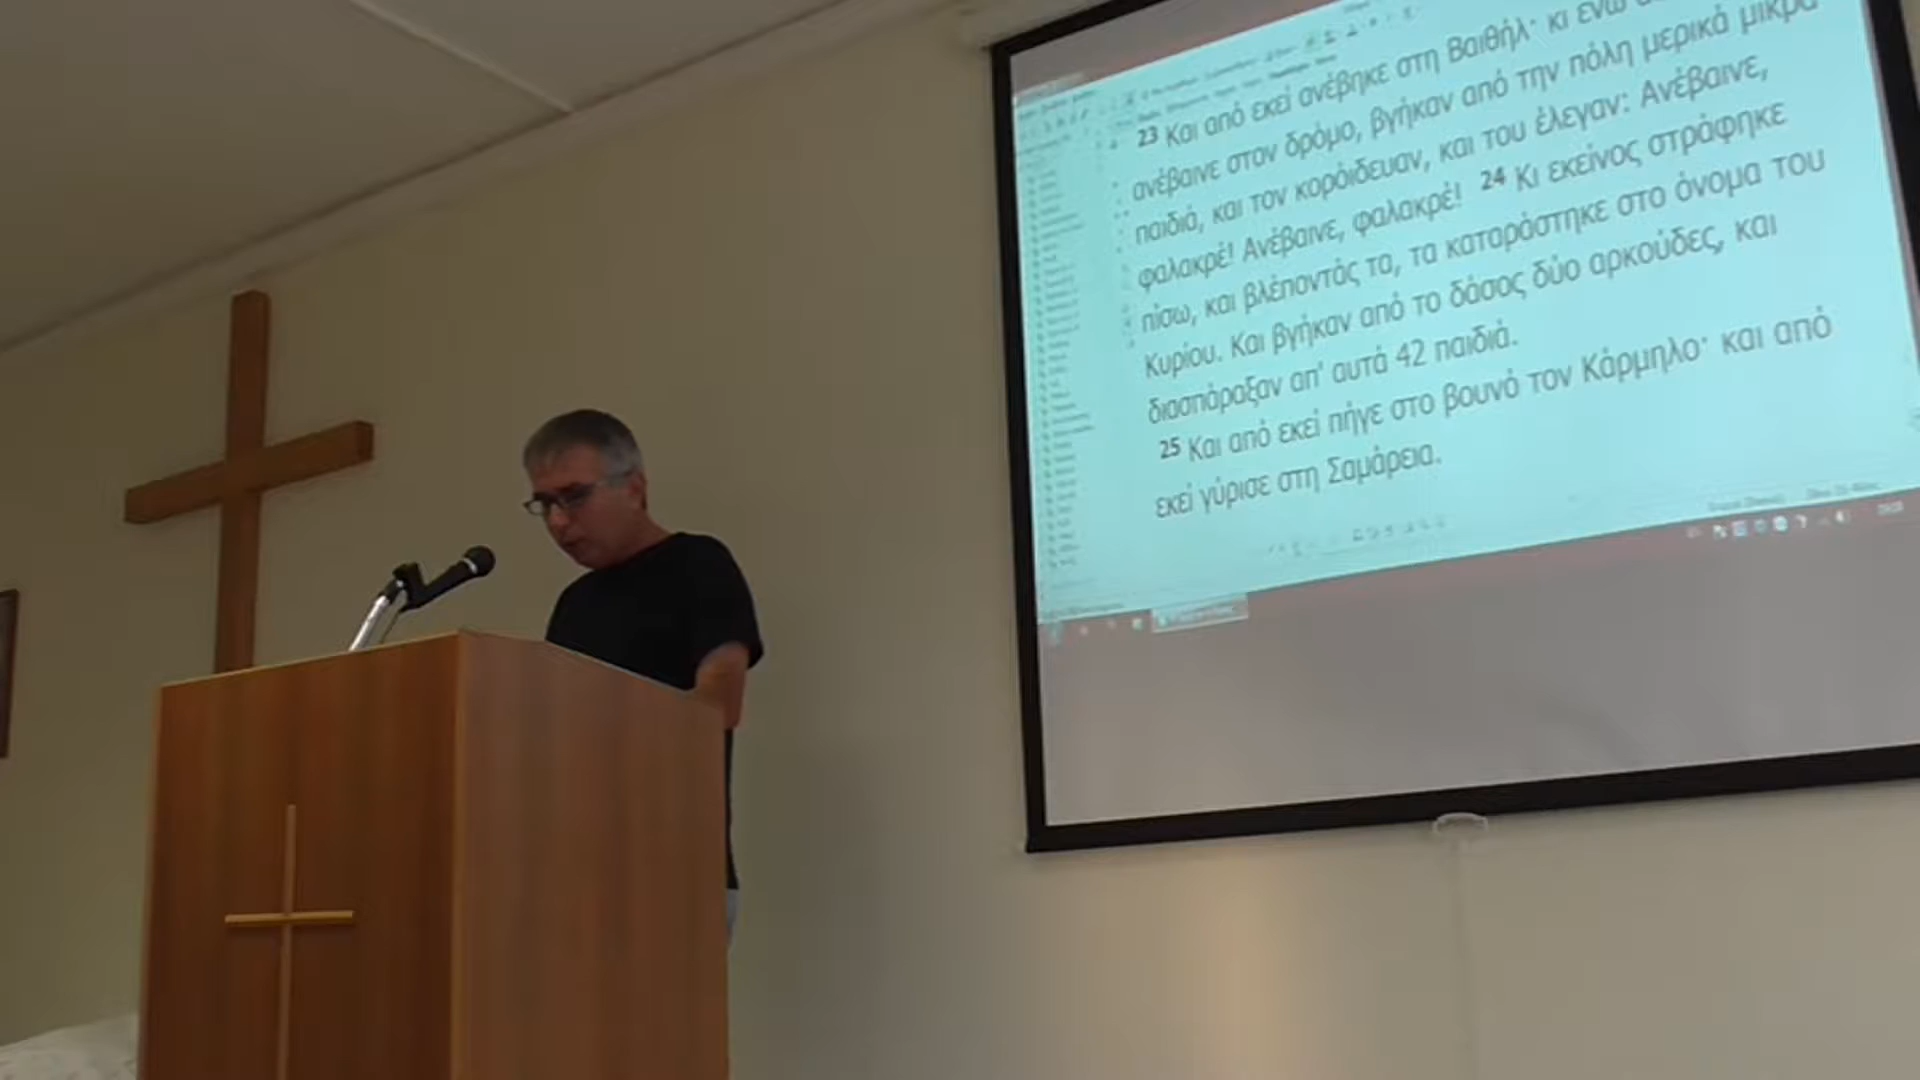 23 Και από εκεί ανέβηκε στη Βαιθήλ· κι ενώ
ανέβαινε στον δρόμο, βγήκαν από την πόλη μερικά μικρά
παιδιά, και τον κορόιδευαν, και του έλεγαν: Ανέβαινε,
φαλακρέ! Ανέβαινε, φαλακρέ! 24 Κι εκείνος στράφηκε
πίσω, και βλέποντάς τα, τα καταράστηκε στο όνομα του
Κυρίου. Και βγήκαν από το δάσος δύο αρκούδες, και
διασπάραξαν απ' αυτά 42 παιδιά.
25 Και από εκεί πήγε στο βουνό τον Κάρμηλο· και από
εκεί γύρισε στη Σαμάρεια.